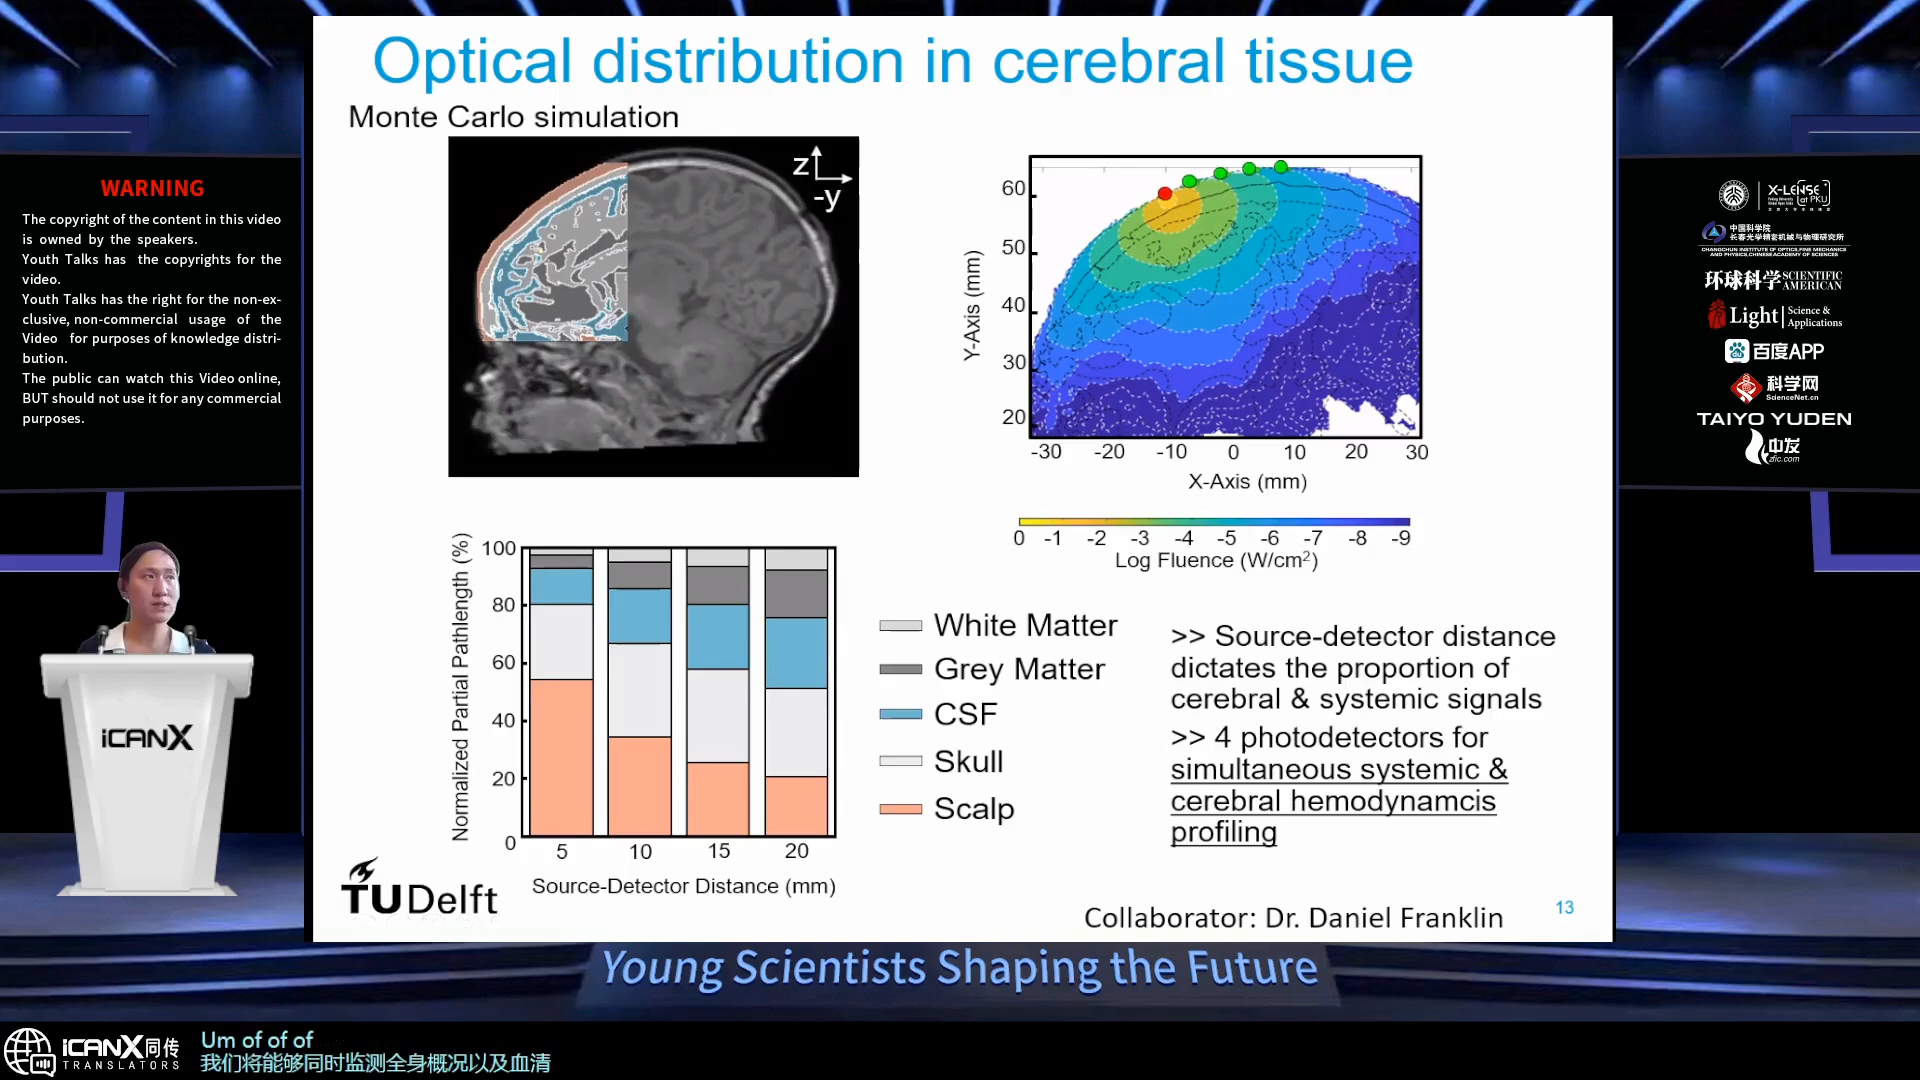 Optical distribution in cerebral tissue
Monte Carlo simulation
z
-y
WARNING
The copyright of the content in this video
is owned by the speakers.
Youth Talks has the copyrights for the
video.
Youth Talks has the right for the non-ex-
clusive, non-commercial usage of the
Video for purposes of knowledge distri-
bution.
The public can watch this Video online,
BUT should not use it for any commercial
purposes.
60
50
40
30
20
Y-Axis (mm)
-30 -20 -10 0 10 20 30
X-Axis (mm)
0 -1 -2 -3 -4 -5 -6 -7 -8 -9
Log Fluence (W/cm²)
X-LENSE
at PKU
中国科学院
长春光学精密机械与物理研究所
CHANGCHUN INSTITUTE OF OPTICS,FINE MECHANICS
AND PHYSICS,CHINESE ACADEMY OF SCIENCES
环球科学 SCIENTIFIC
AMERICAN
Light Science &
Applications
百度APP
科学网
ScienceNet.cn
TAIYO YUDEN
中发
zfic.com
Normalized Partial Pathlength (%)
100
80
60
40
20
0
5 10 15 20
Source-Detector Distance (mm)
White Matter
Grey Matter
CSF
Skull
Scalp
>> Source-detector distance
dictates the proportion of
cerebral & systemic signals
>> 4 photodetectors for
simultaneous systemic &
cerebral hemodynamcis
profiling
iCANX
TU Delft
Collaborator: Dr. Daniel Franklin
13
Young Scientists Shaping the Future
iCANX同传
TRANSLATORS
Um of of of
我们将能够同时监测全身概况以及血清